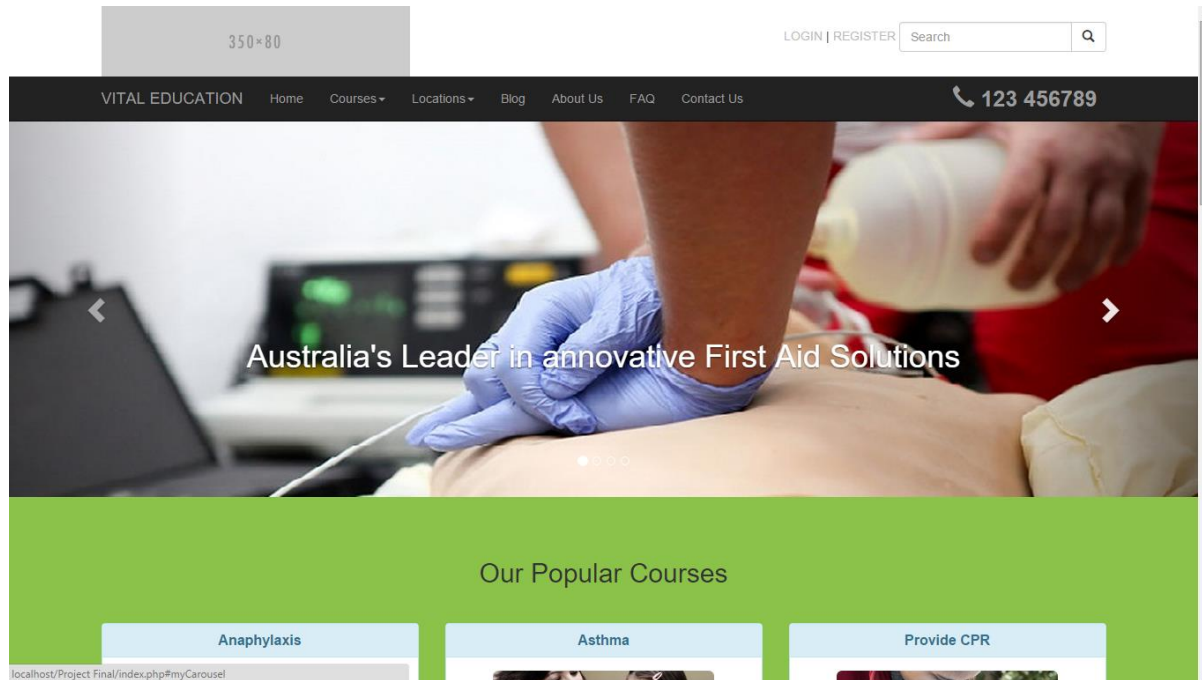 350×80
LOGIN | REGISTER Search
VITAL EDUCATION Home Courses Locations Blog About Us FAQ Contact Us 123 456789
Australia's Leader in annovative First Aid Solutions
Our Popular Courses
Anaphylaxis Asthma Provide CPR
localhost/Project Final/index.php#myCarousel